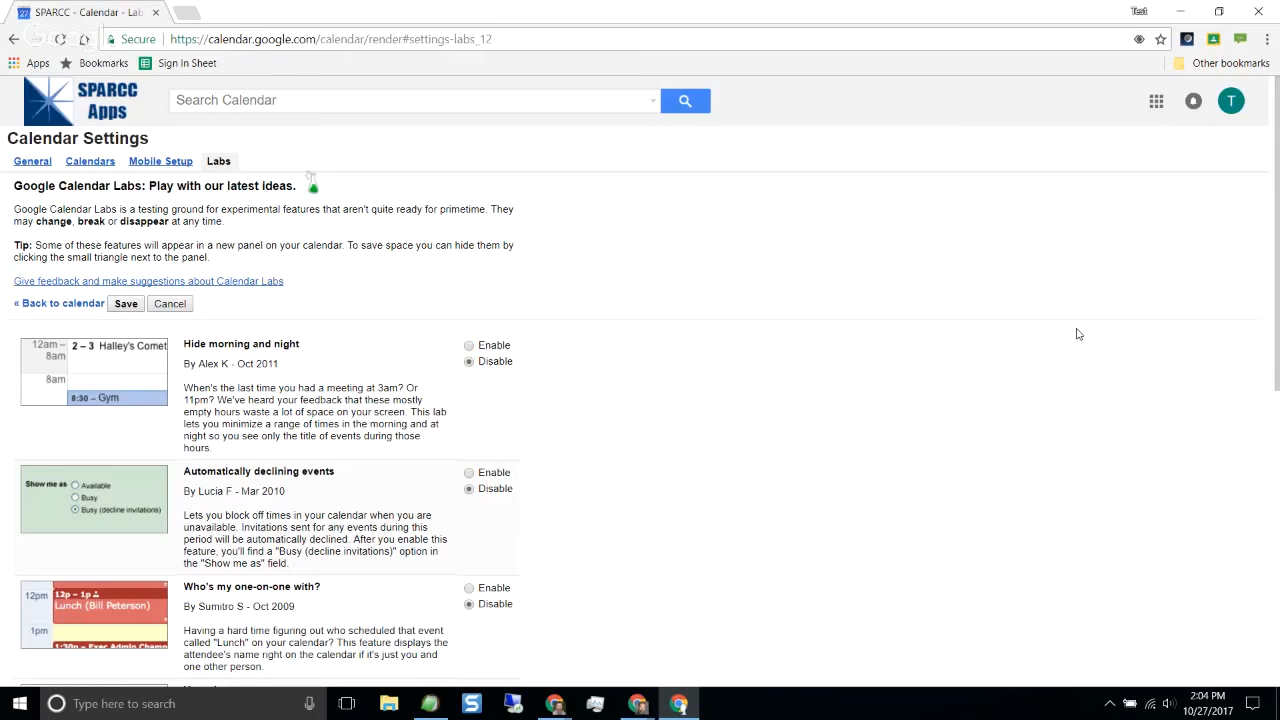 27 SPARCC - Calendar - Lab
Test
Secure https://calendar.google.com/calendar/render#settings-labs_12
Apps Bookmarks Sign In Sheet Other bookmarks
SPARCC
Apps
Search Calendar
T
Calendar Settings
General Calendars Mobile Setup Labs
Google Calendar Labs: Play with our latest ideas.
Google Calendar Labs is a testing ground for experimental features that aren't quite ready for primetime. They
may change, break or disappear at any time.
Tip: Some of these features will appear in a new panel on your calendar. To save space you can hide them by
clicking the small triangle next to the panel.
Give feedback and make suggestions about Calendar Labs
« Back to calendar Save Cancel
12am – 2 – 3 Halley's Comet
8am
8am
8:30 – Gym
Hide morning and night
By Alex K - Oct 2011
When's the last time you had a meeting at 3am? Or
11pm? We've heard your feedback that these mostly
empty hours waste a lot of space on your screen. This lab
lets you minimize a range of times in the morning and at
night so you see only the title of events during those
hours.
Enable
Disable
Show me as Available
Busy
Busy (decline invitations)
Automatically declining events
By Lucia F - Mar 2010
Lets you block off times in your calendar when you are
unavailable. Invitations sent for any events during this
period will be automatically declined. After you enable this
feature, you'll find a "Busy (decline invitations)" option in
the "Show me as" field.
Enable
Disable
12pm 12p – 1p
Lunch (Bill Peterson)
1pm
1:30p – Exec Admin Champ
Who's my one-on-one with?
By Sumitro S - Oct 2009
Having a hard time figuring out who scheduled that event
called "Lunch" on your calendar? This feature displays the
attendee's name right on the calendar if it's just you and
one other person.
Enable
Disable
Type here to search
2:04 PM
10/27/2017